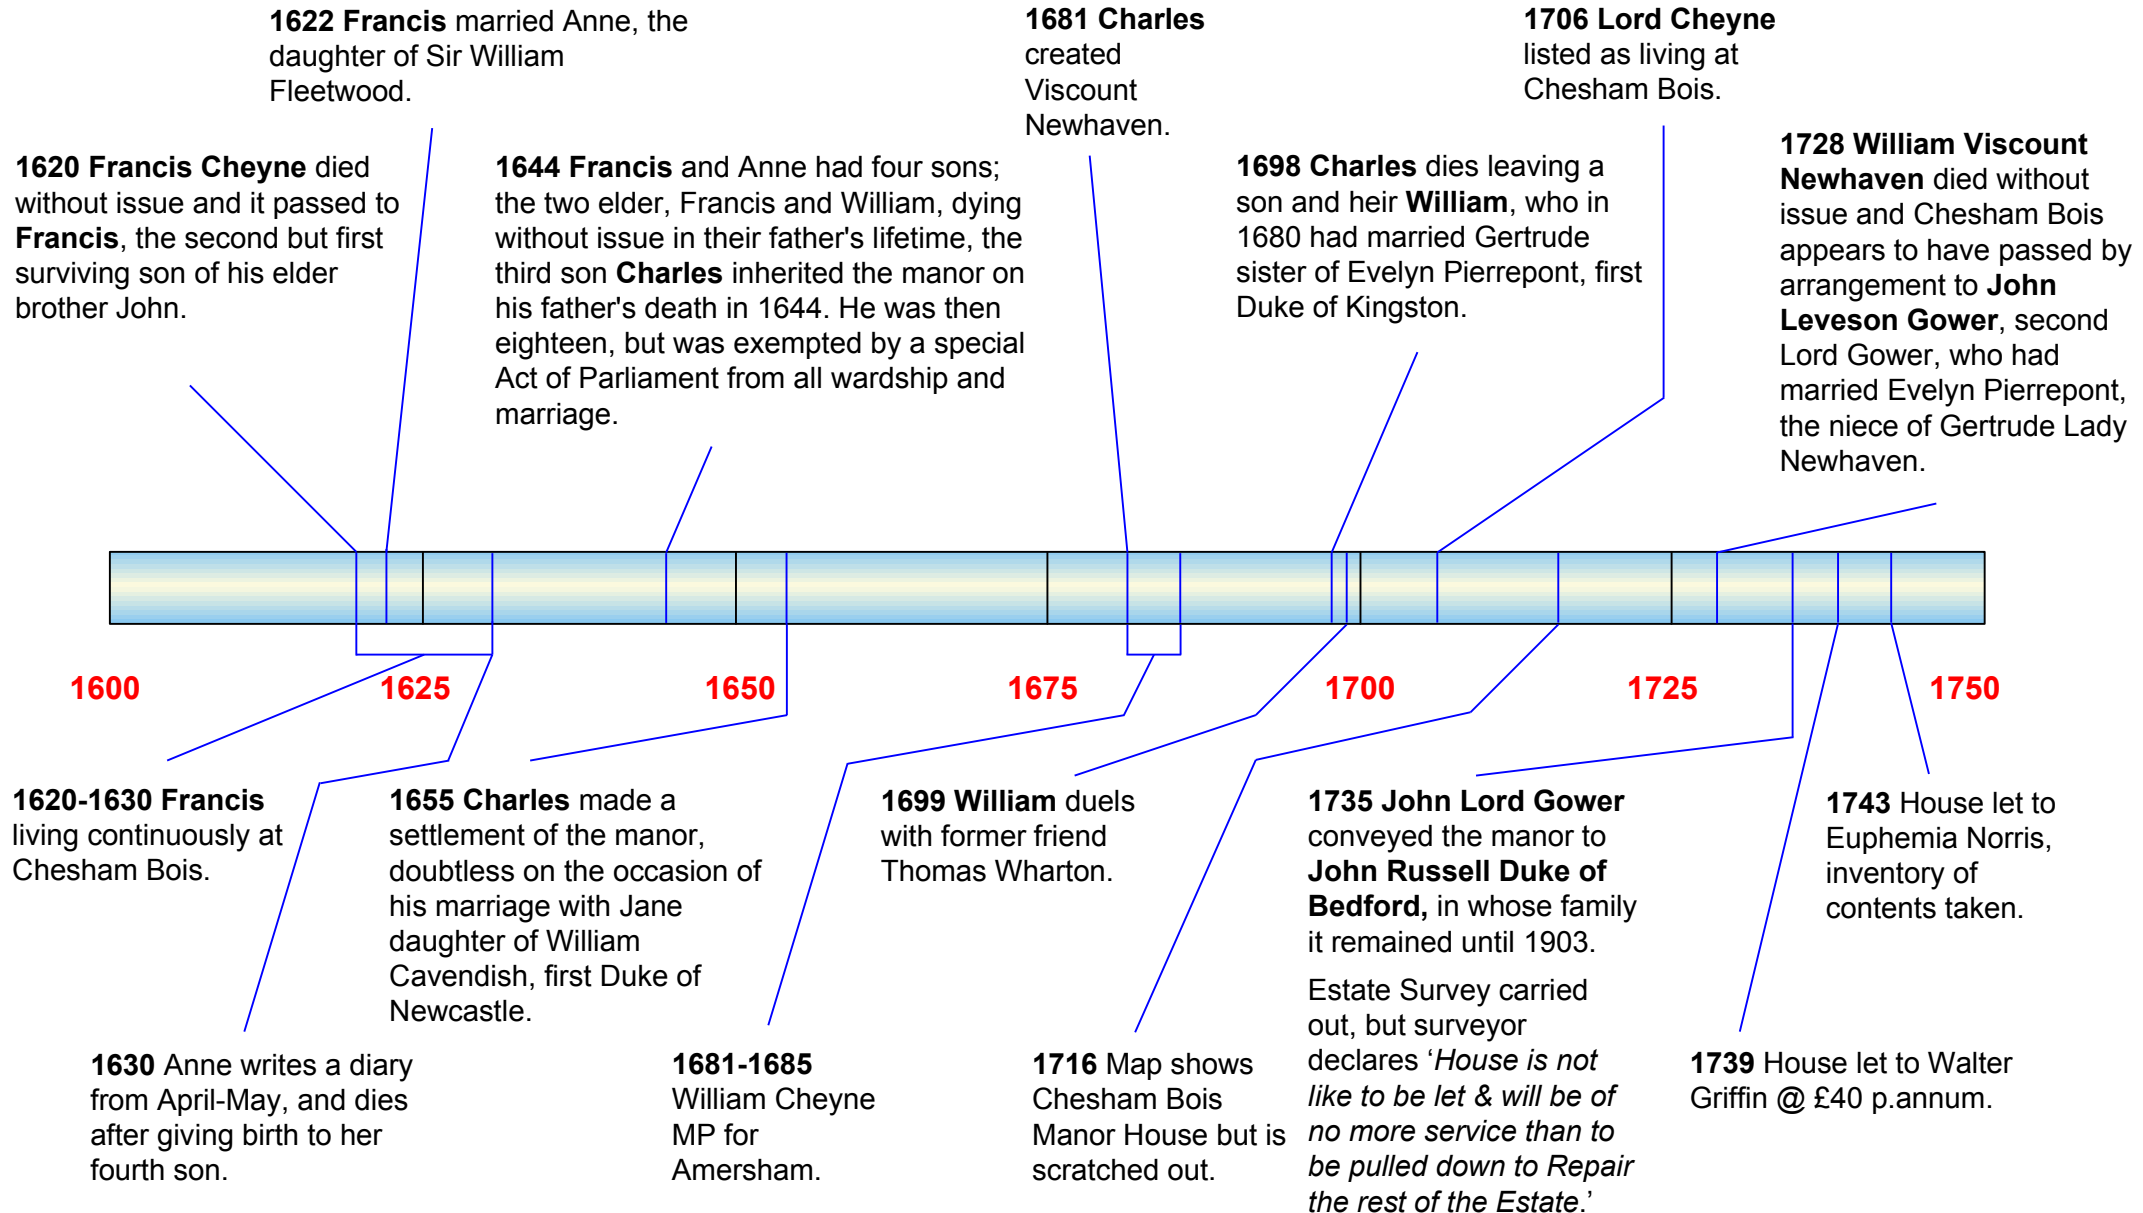 1622 Francis married Anne, the
daughter of Sir William
Fleetwood.
1681 Charles
created
Viscount
Newhaven.
1706 Lord Cheyne
listed as living at
Chesham Bois.
1620 Francis Cheyne died
without issue and it passed to
Francis, the second but first
surviving son of his elder
brother John.
1644 Francis and Anne had four sons;
the two elder, Francis and William, dying
without issue in their father's lifetime, the
third son Charles inherited the manor on
his father's death in 1644. He was then
eighteen, but was exempted by a special
Act of Parliament from all wardship and
marriage.
1698 Charles dies leaving a
son and heir William, who in
1680 had married Gertrude
sister of Evelyn Pierrepont, first
Duke of Kingston.
1728 William Viscount
Newhaven died without
issue and Chesham Bois
appears to have passed by
arrangement to John
Leveson Gower, second
Lord Gower, who had
married Evelyn Pierrepont,
the niece of Gertrude Lady
Newhaven.
1600
1625
1650
1675
1700
1725
1750
1620-1630 Francis
living continuously at
Chesham Bois.
1655 Charles made a
settlement of the manor,
doubtless on the occasion of
his marriage with Jane
daughter of William
Cavendish, first Duke of
Newcastle.
1699 William duels
with former friend
Thomas Wharton.
1735 John Lord Gower
conveyed the manor to
John Russell Duke of
Bedford, in whose family
it remained until 1903.
Estate Survey carried
out, but surveyor
declares ‘House is not
like to be let & will be of
no more service than to
be pulled down to Repair
the rest of the Estate.’
1743 House let to
Euphemia Norris,
inventory of
contents taken.
1630 Anne writes a diary
from April-May, and dies
after giving birth to her
fourth son.
1681-1685
William Cheyne
MP for
Amersham.
1716 Map shows
Chesham Bois
Manor House but is
scratched out.
1739 House let to Walter
Griffin @ £40 p.annum.